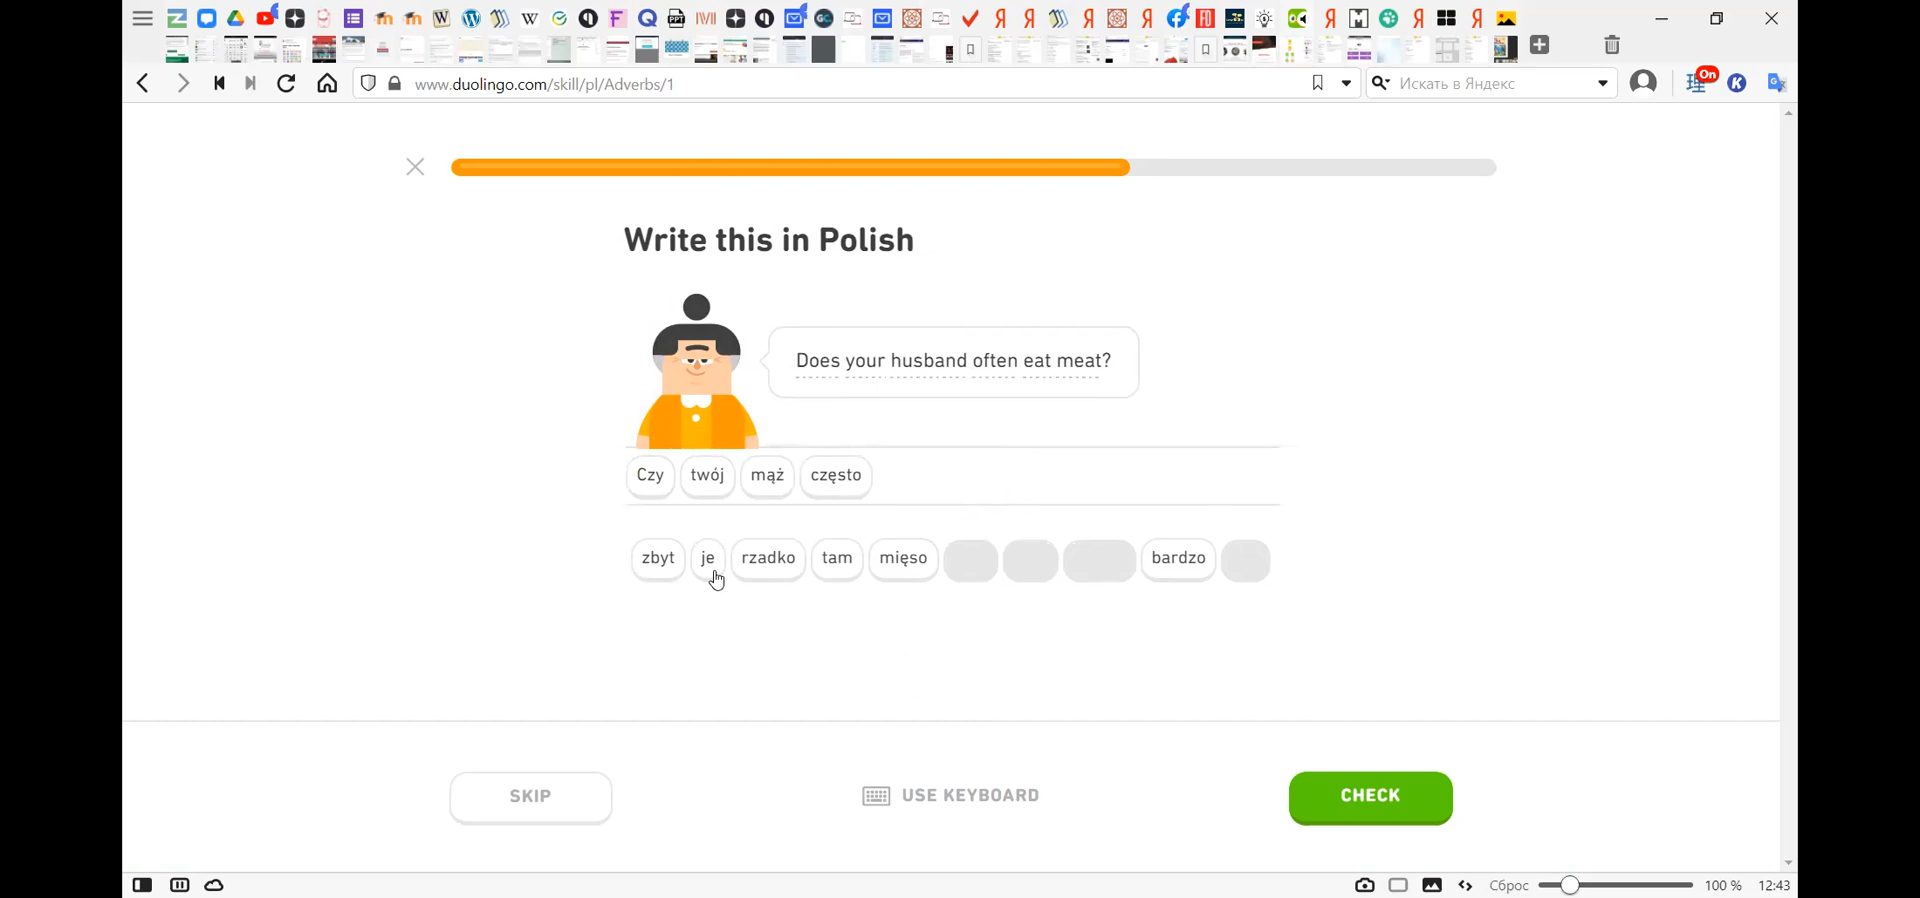 www.duolingo.com/skill/pl/Adverbs/1
Искать в Яндекс
On
Write this in Polish
Does your husband often eat meat?
Czy twój mąż często
zbyt je rzadko tam mięso bardzo
SKIP
USE KEYBOARD
CHECK
Сброс
100 %
12:43